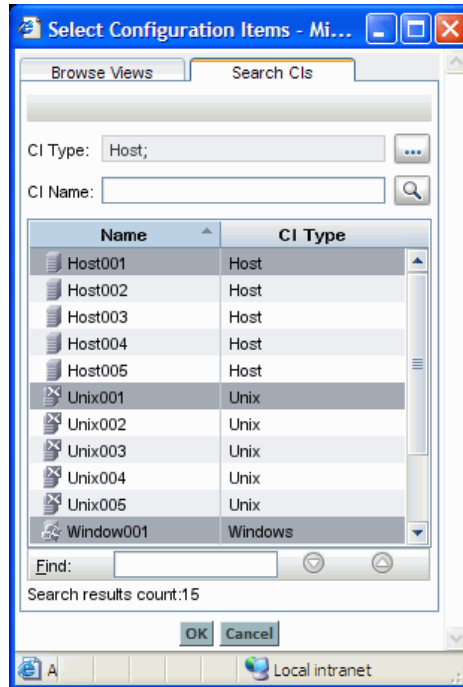 Select Configuration Items - Mi...
Browse Views Search CIs
CI Type: Host; ...
CI Name:
Name CI Type
Host001 Host
Host002 Host
Host003 Host
Host004 Host
Host005 Host
Unix001 Unix
Unix002 Unix
Unix003 Unix
Unix004 Unix
Unix005 Unix
Window001 Windows
Find:
Search results count:15
OK Cancel
A Local intranet